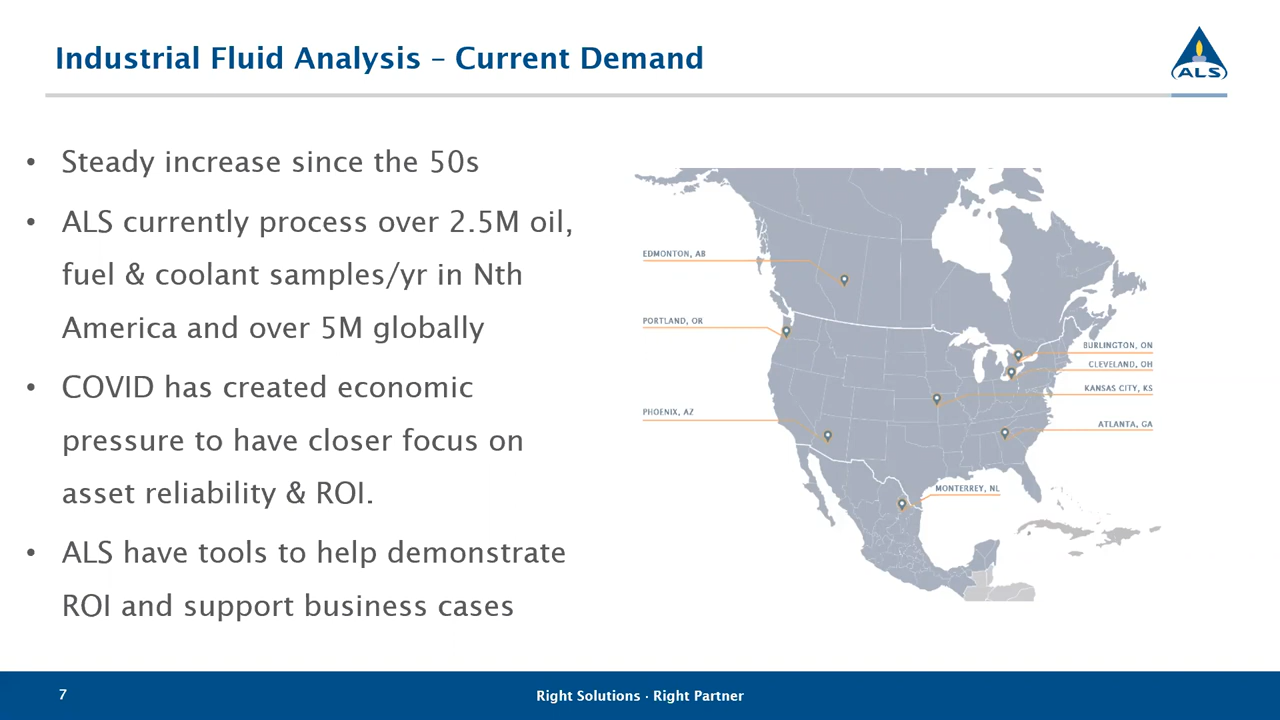 Industrial Fluid Analysis – Current Demand
ALS
• Steady increase since the 50s
• ALS currently process over 2.5M oil,
fuel & coolant samples/yr in Nth
America and over 5M globally
• COVID has created economic
pressure to have closer focus on
asset reliability & ROI.
• ALS have tools to help demonstrate
ROI and support business cases
EDMONTON, AB
PORTLAND, OR
PHOENIX, AZ
BURLINGTON, ON
CLEVELAND, OH
KANSAS CITY, KS
ATLANTA, GA
MONTERREY, NL
7
Right Solutions · Right Partner